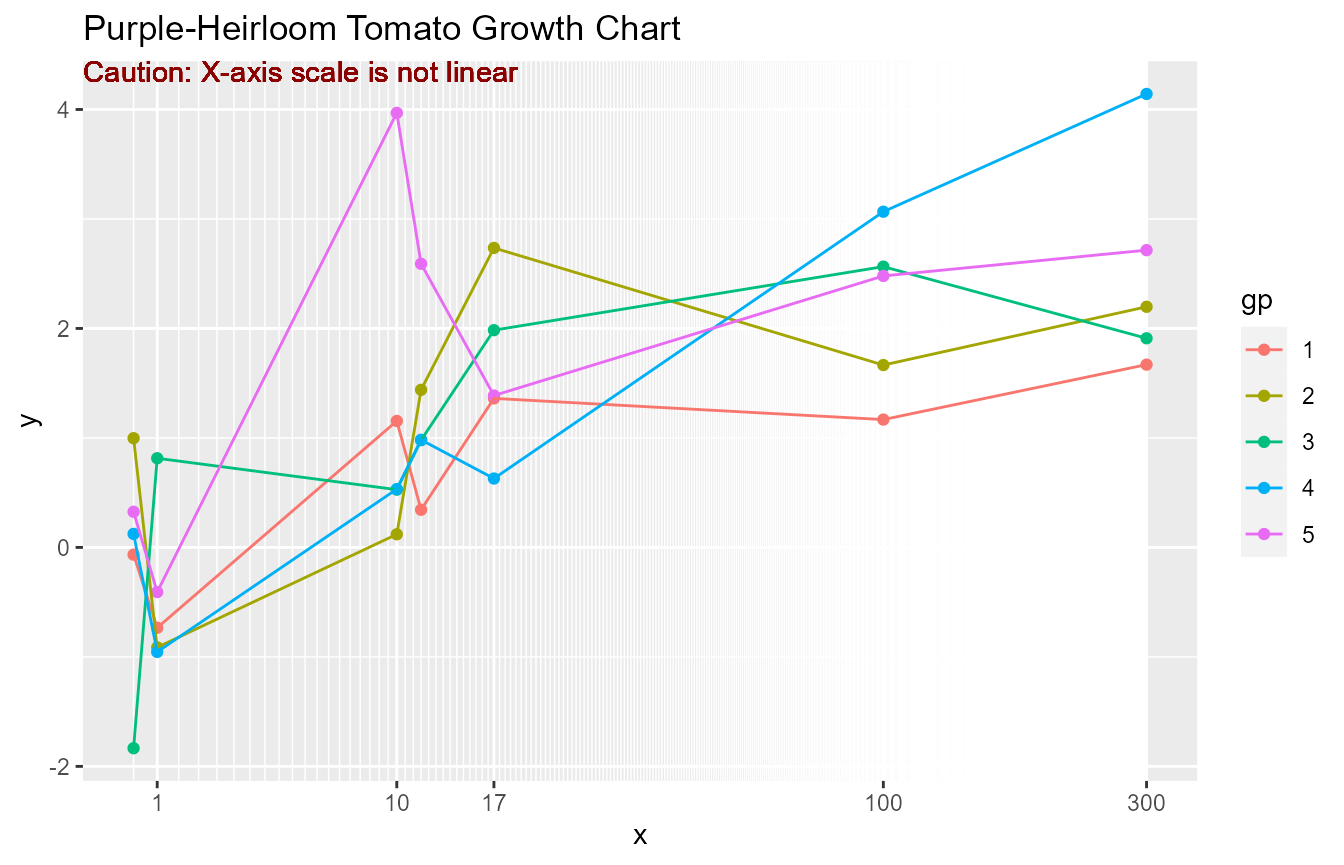 Purple-Heirloom Tomato Growth Chart
Caution: X-axis scale is not linear
4
2
0
-2
y
1 10 17 100 300
x
gp
1
2
3
4
5